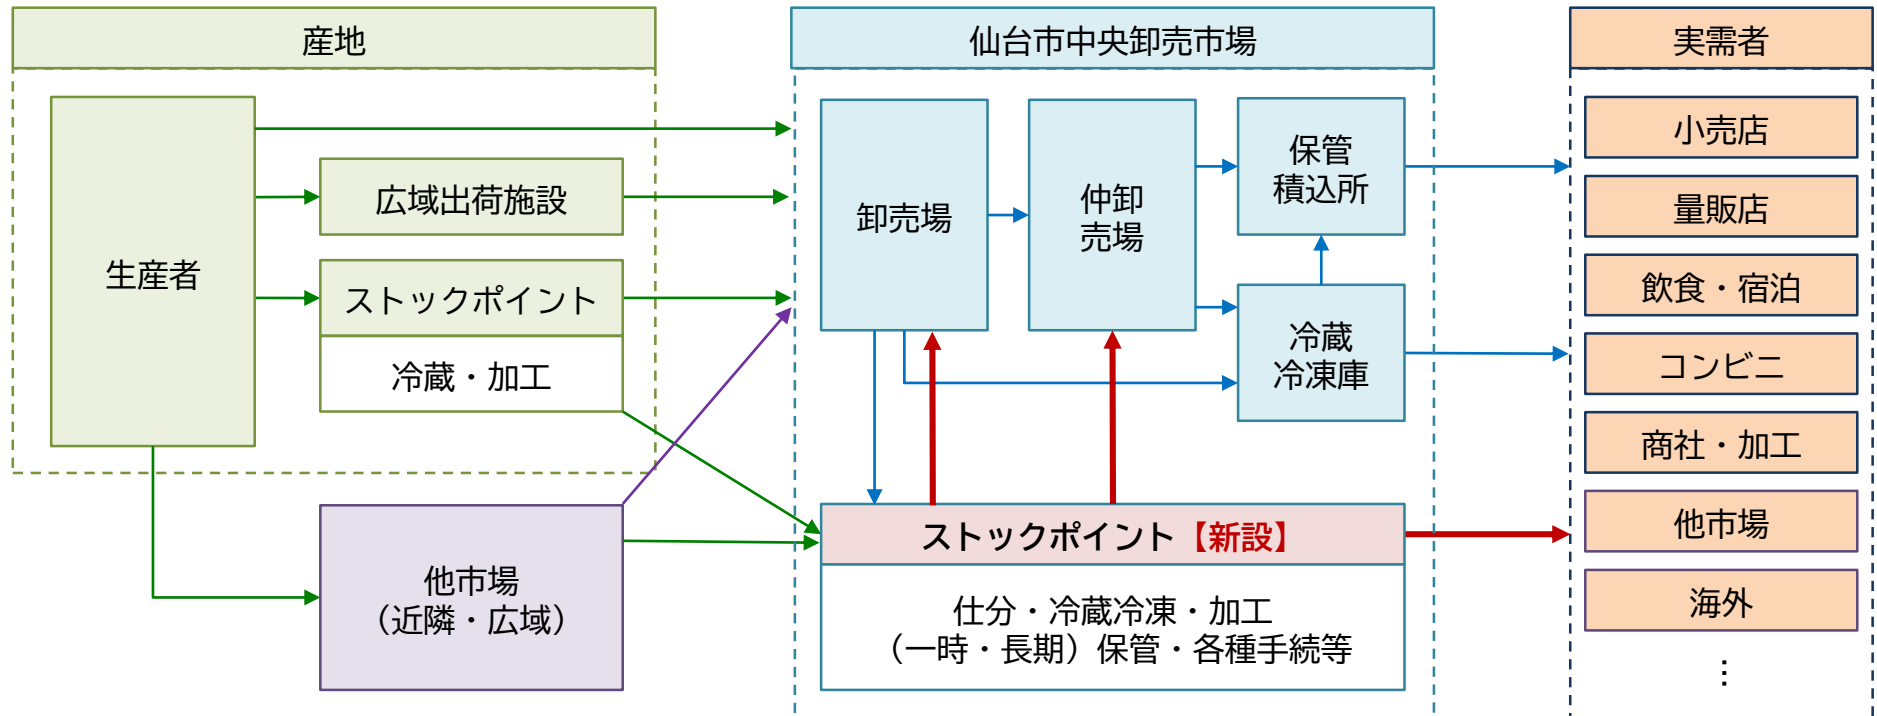 産地
生産者
広域出荷施設
ストックポイント
冷蔵・加工
他市場
（近隣・広域）
仙台市中央卸売市場
卸売場
仲卸
売場
保管
積込所
冷蔵
冷凍庫
ストックポイント【新設】
仕分・冷蔵冷凍・加工
（一時・長期）保管・各種手続等
実需者
小売店
量販店
飲食・宿泊
コンビニ
商社・加工
他市場
海外
…